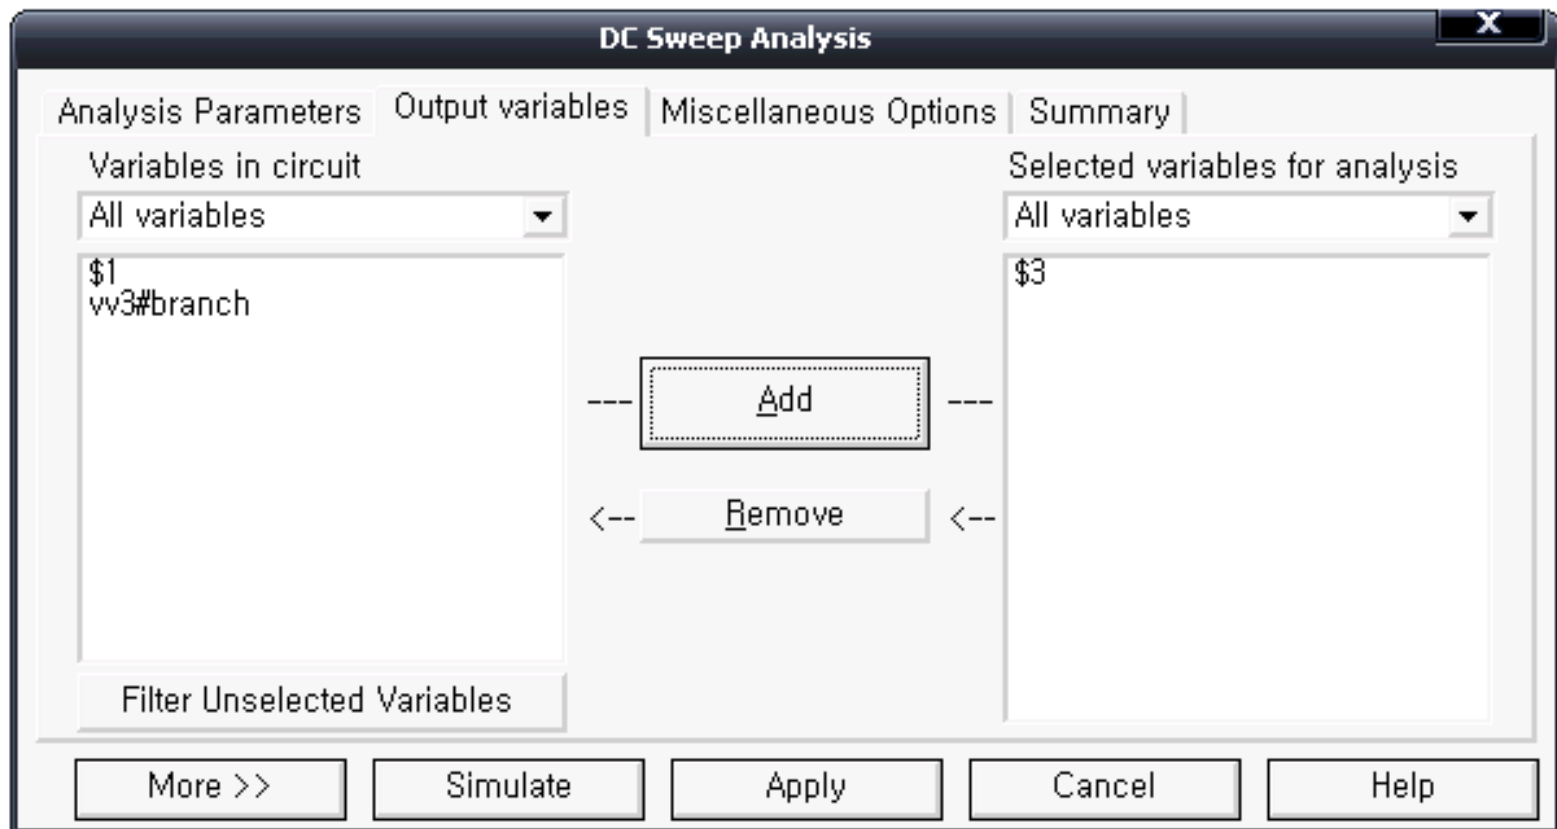 DC Sweep Analysis
X
Analysis Parameters
Output variables
Miscellaneous Options
Summary
Variables in circuit
All variables
$1
vv3#branch
Filter Unselected Variables
--- Add ---
<-- Remove <--
Selected variables for analysis
All variables
$3
More >>
Simulate
Apply
Cancel
Help